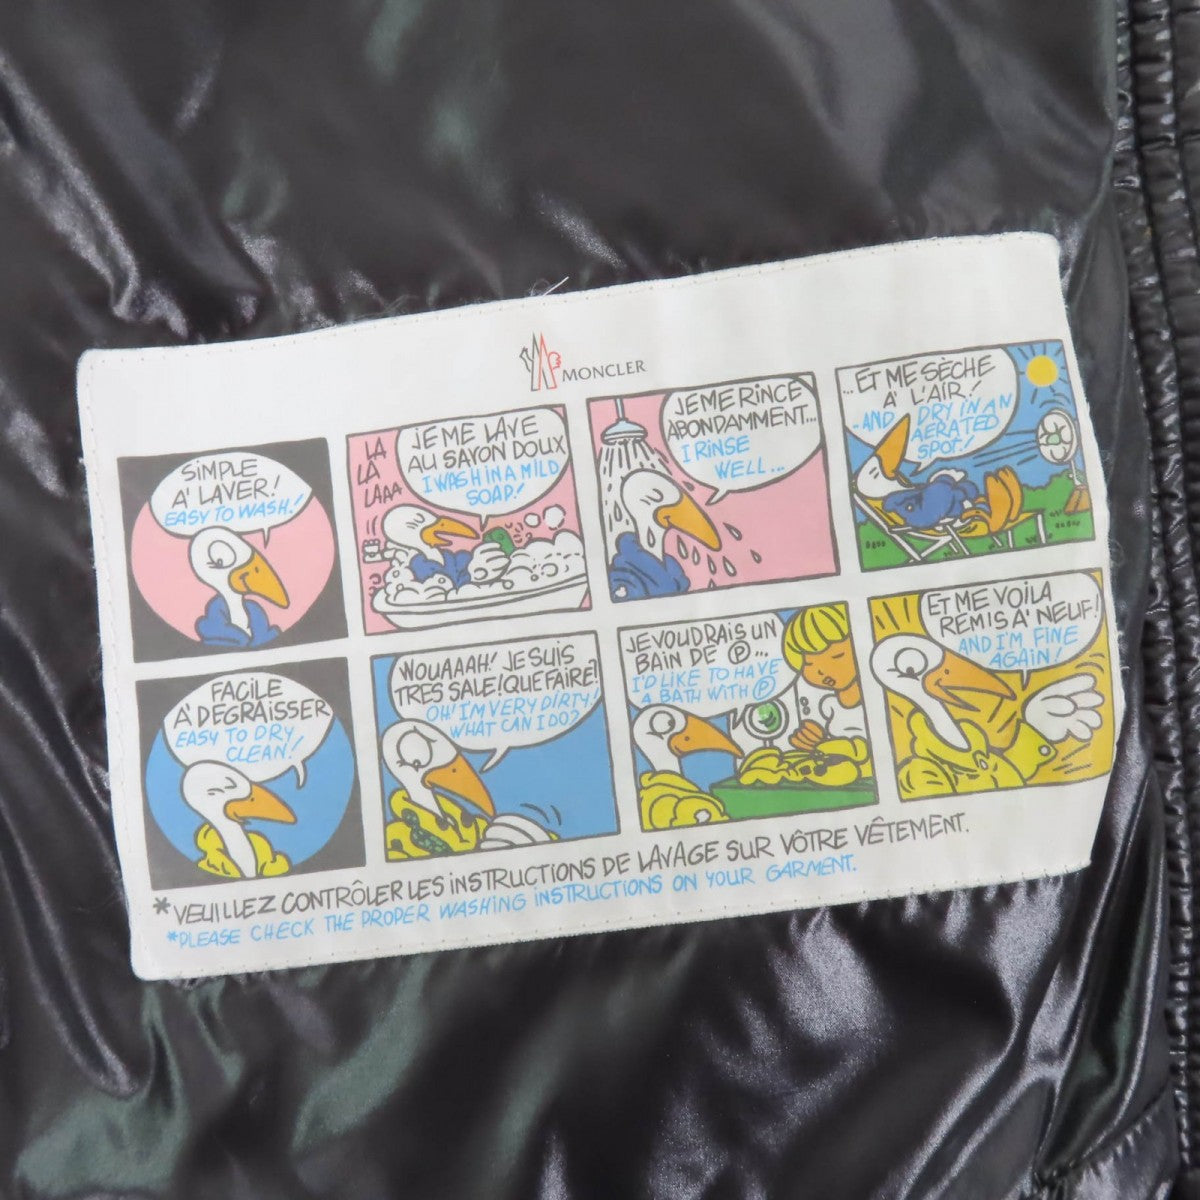 MONCLER
SIMPLE
A' LAVER!
EASY TO WASH!
LA
LA
LAAA
JE ME LAVE
AU SAYON DOUX
I WASH IN A MILD
SOAP!
JE ME RINCE
ABONDAMMENT...
I RINSE
WELL...
...ET ME SÈCHE
A' L'AIR!
-AND DRY IN AN
AERATED
SPOT!
FACILE
A' DEGRAISSER
EASY TO DRY
CLEAN!
WOUAAAH! JE SUIS
TRES SALE! QUE FAIRE?
OH! I'M VERY DIRTY!
WHAT CAN I DO?
JE VOUDRAIS UN
BAIN DE Ⓟ...
I'D LIKE TO HAVE
A BATH WITH Ⓟ
ET ME VOILA
REMIS A' NEUF!
AND I'M FINE
AGAIN!
*VEUILLEZ CONTRÔLER LES INSTRUCTIONS DE LAVAGE SUR VÔTRE VÊTEMENT.
*PLEASE CHECK THE PROPER WASHING INSTRUCTIONS ON YOUR GARMENT.